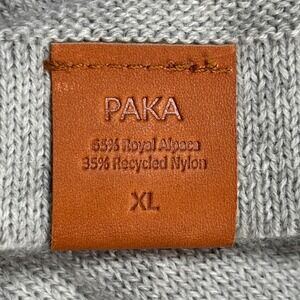 PAKA
65% Royal Alpaca
35% Recycled Nylon
XL